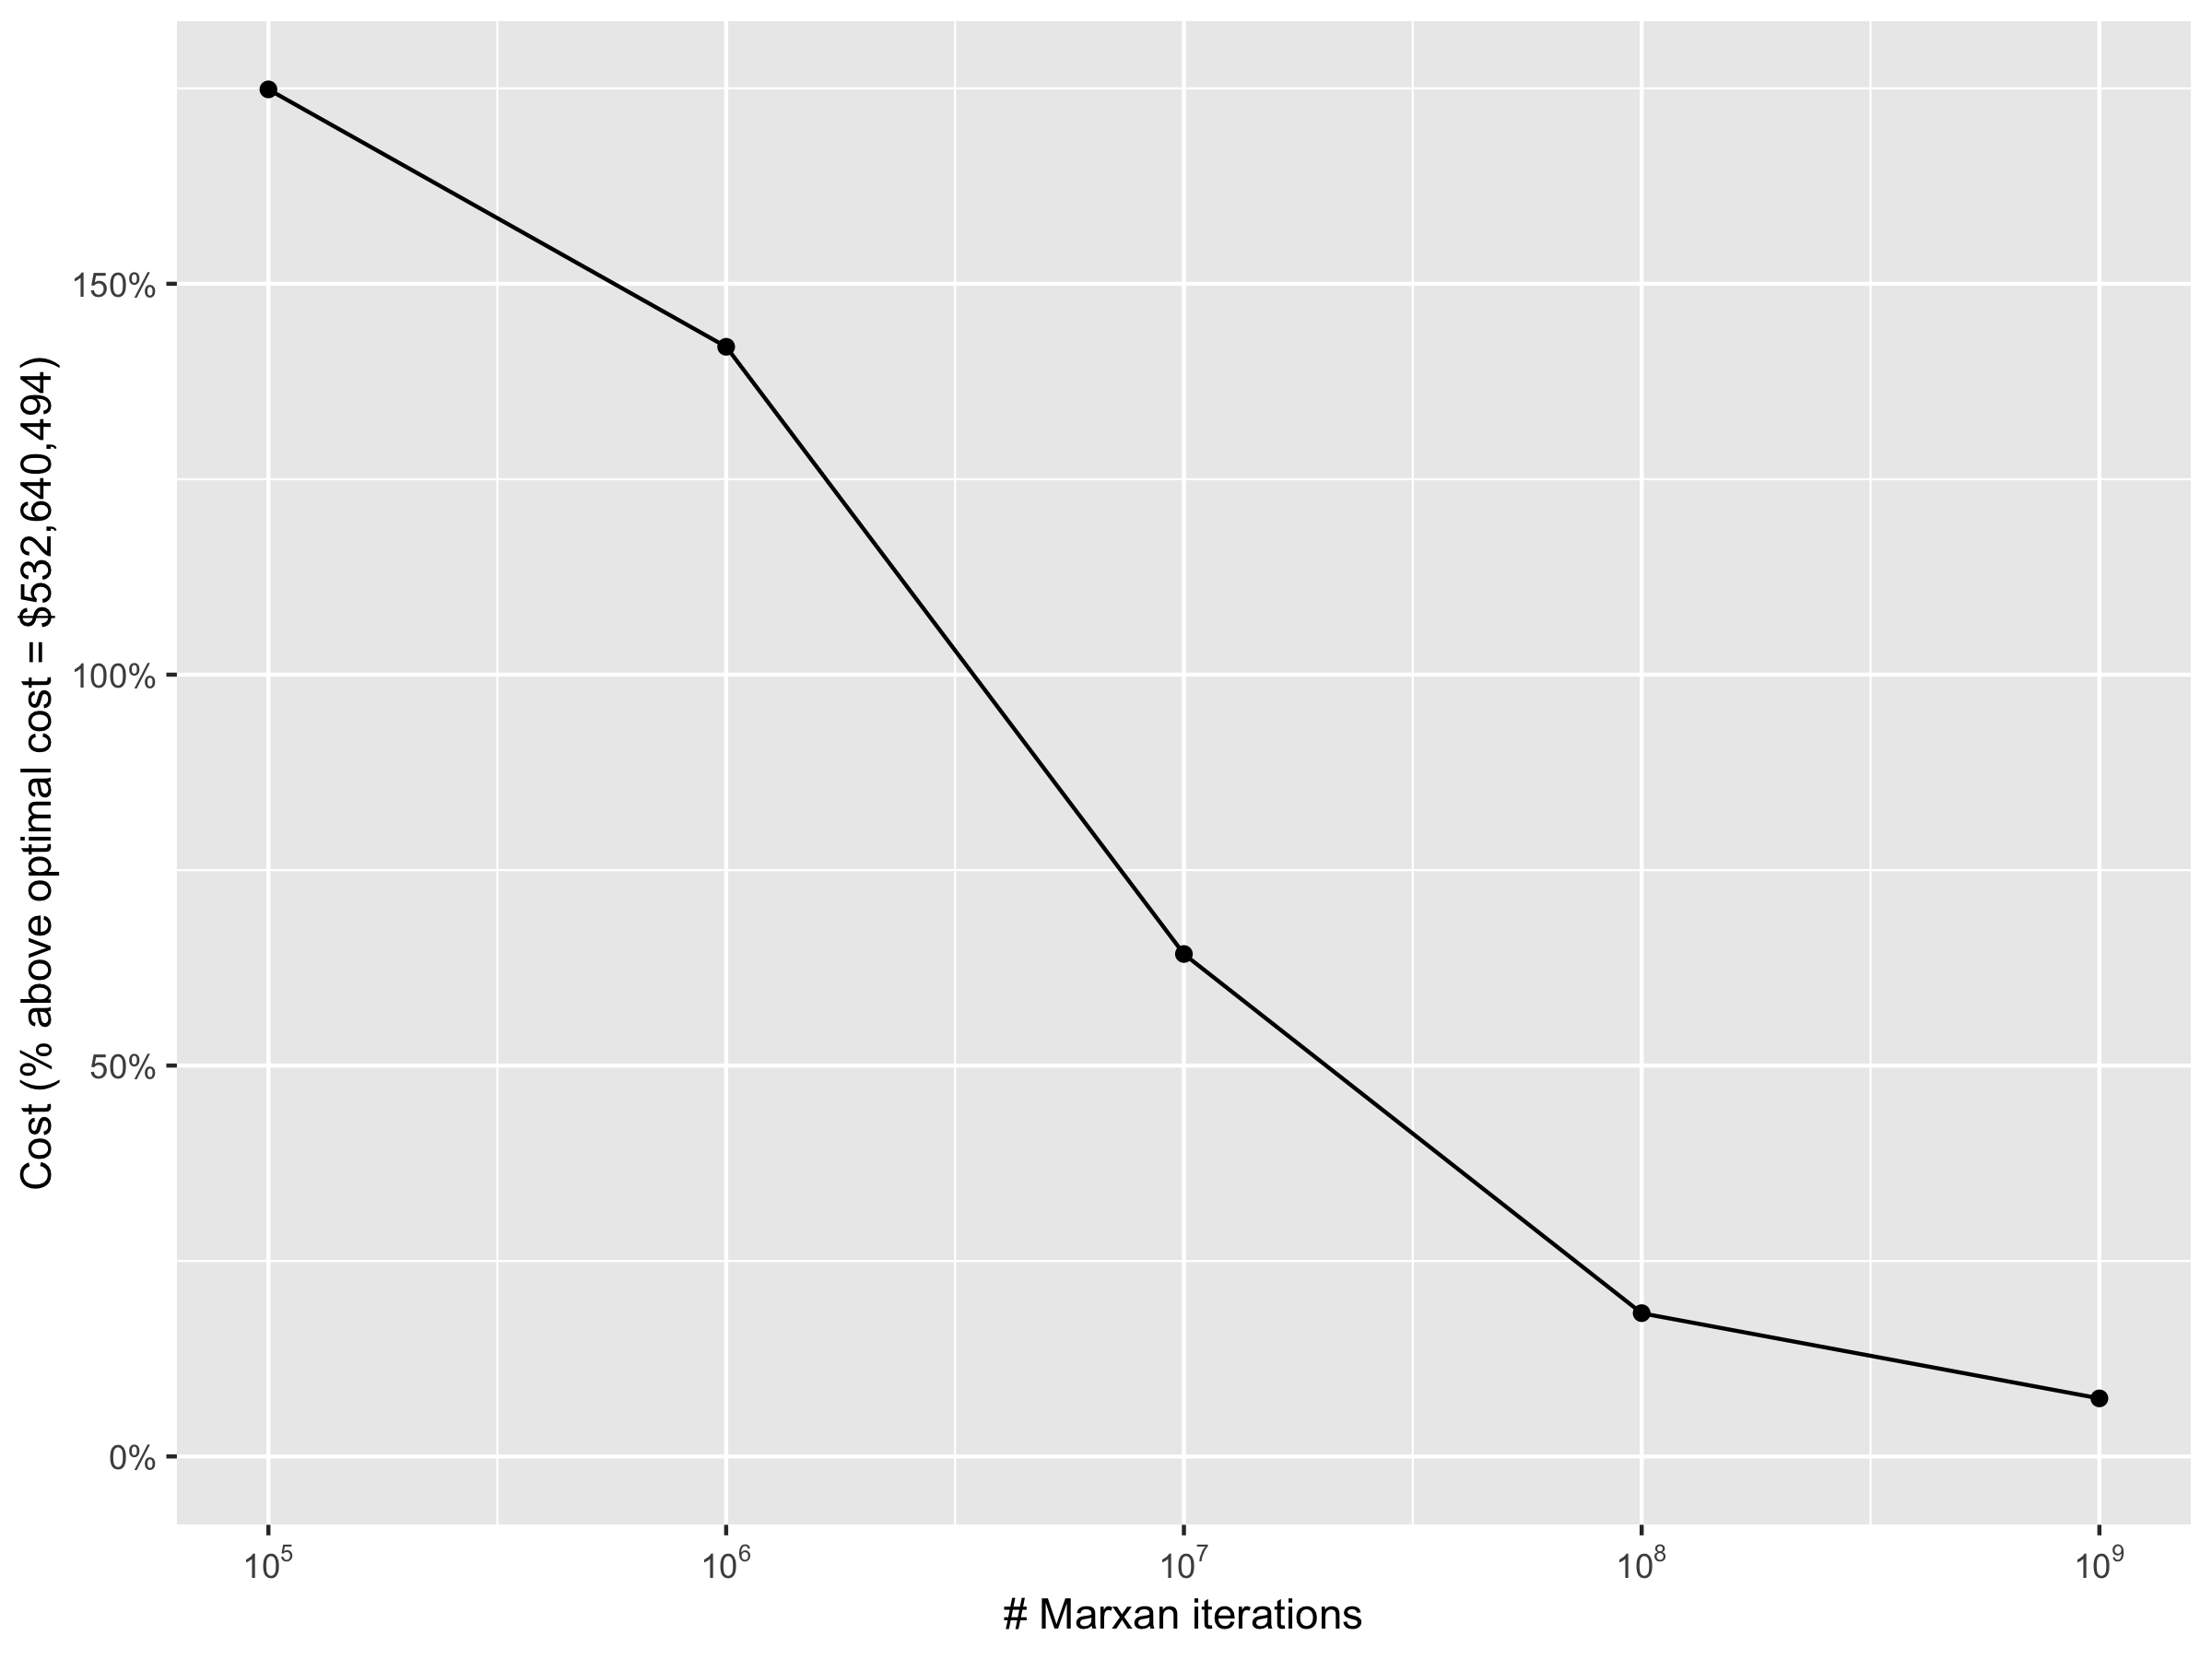 Cost (% above optimal cost = $532,640,494)
150%
100%
50%
0%
10⁵ 10⁶ 10⁷ 10⁸ 10⁹
# Marxan iterations